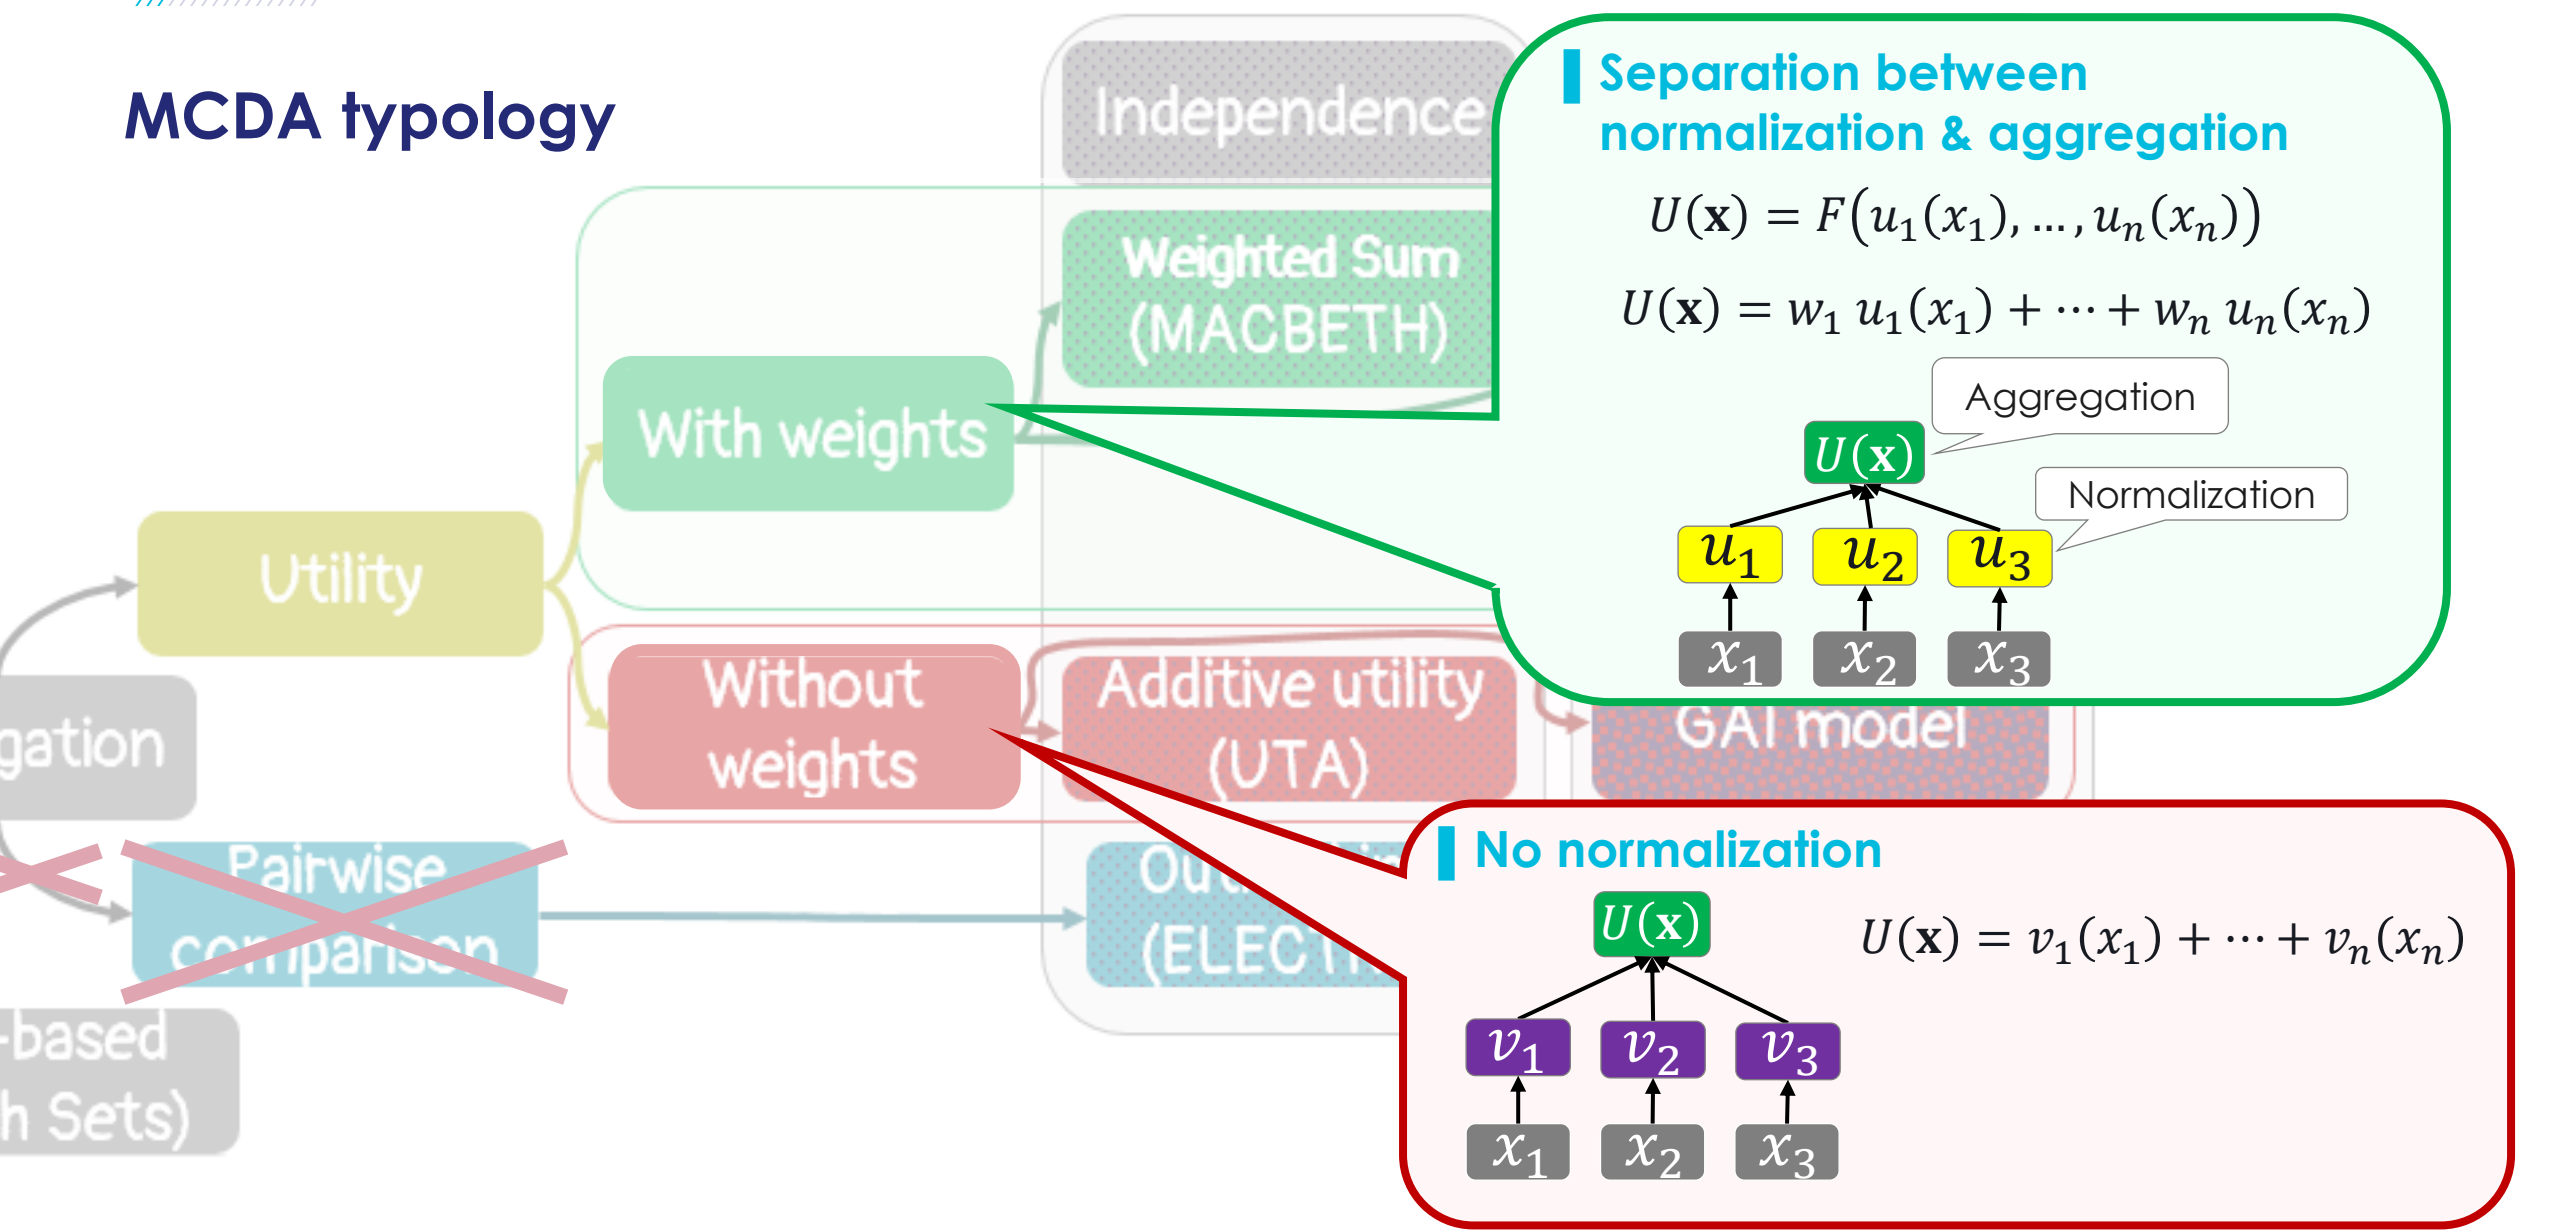 MCDA typology
Independence
Weighted Sum
(MACBETH)
With weights
Utility
Without
weights
Additive utility
(UTA)
GAI model
gation
Pairwise
comparison
Ou
(ELECT
-based
h Sets)
Separation between
normalization & aggregation
U(𝐱) = F(u₁(x₁), … , uₙ(xₙ))
U(𝐱) = w₁ u₁(x₁) + ⋯ + wₙ uₙ(xₙ)
Aggregation
U(𝐱)
Normalization
u₁ u₂ u₃
x₁ x₂ x₃
No normalization
U(𝐱)
U(𝐱) = v₁(x₁) + ⋯ + vₙ(xₙ)
v₁ v₂ v₃
x₁ x₂ x₃